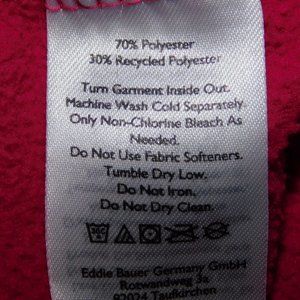 70% Polyester
30% Recycled Polyester
Turn Garment Inside Out.
Machine Wash Cold Separately.
Only Non-Chlorine Bleach As
Needed.
Do Not Use Fabric Softeners.
Tumble Dry Low.
Do Not Iron.
Do Not Dry Clean.
Eddie Bauer Germany GmbH
Rotwandweg 3a
82024 Taufkirchen